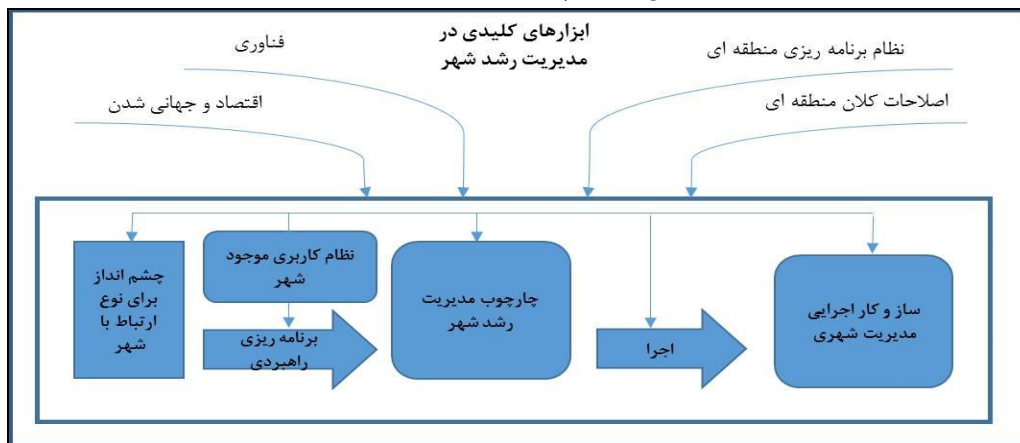 ابزارهای کلیدی در
مدیریت رشد شهر
نظام برنامه ریزی منطقه ای
فناوری
اصلاحات کلان منطقه ای
اقتصاد و جهانی شدن
چشم انداز
برای نوع
ارتباط با
شهر
نظام کاربری موجود
شهر
برنامه ریزی
راهبردی
چارچوب مدیریت
رشد شهر
اجرا
ساز و کار اجرایی
مدیریت شهری